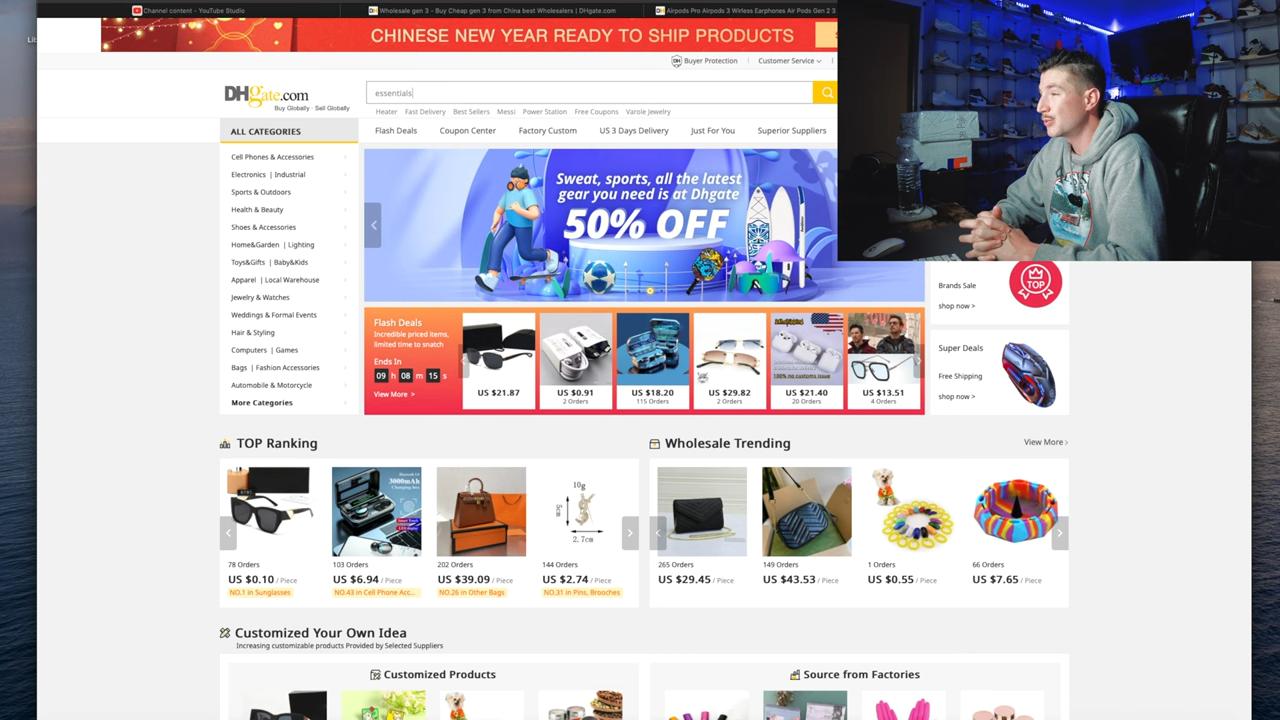 Channel content - YouTube Studio
Wholesale gen 3 - Buy Cheap gen 3 from China best Wholesalers | DHgate.com
Airpods Pro Airpods 3 Wirless Earphones Air Pods Gen 2 3
CHINESE NEW YEAR READY TO SHIP PRODUCTS
Buyer Protection
Customer Service
DHgate.com
Buy Globally · Sell Globally
essentials
Heater Fast Delivery Best Sellers Messi Power Station Free Coupons Varole Jewelry
ALL CATEGORIES
Flash Deals Coupon Center Factory Custom US 3 Days Delivery Just For You Superior Suppliers
Cell Phones & Accessories
Electronics | Industrial
Sports & Outdoors
Health & Beauty
Shoes & Accessories
Home&Garden | Lighting
Toys&Gifts | Baby&Kids
Apparel | Local Warehouse
Jewelry & Watches
Weddings & Formal Events
Hair & Styling
Computers | Games
Bags | Fashion Accessories
Automobile & Motorcycle
More Categories
Sweat, sports, all the latest
gear you need is at Dhgate
50% OFF
Brands Sale
shop now >
TOP
Super Deals
Free Shipping
shop now >
Flash Deals
Incredible priced items,
limited time to snatch
Ends In
09 h 08 m 15 s
View More >
US $21.87
US $0.91
2 Orders
US $18.20
115 Orders
US $29.82
2 Orders
100% no customs issue
US $21.40
20 Orders
US $13.51
4 Orders
TOP Ranking
3000mAh
10g
2.7cm
78 Orders
US $0.10 / Piece
NO.1 in Sunglasses
103 Orders
US $6.94 / Piece
NO.43 in Cell Phone Acc...
202 Orders
US $39.09 / Piece
NO.26 in Other Bags
144 Orders
US $2.74 / Piece
NO.31 in Pins, Brooches
Wholesale Trending
View More
265 Orders
US $29.45 / Piece
149 Orders
US $43.53 / Piece
1 Orders
US $0.55 / Piece
66 Orders
US $7.65 / Piece
Customized Your Own Idea
Increasing customizable products Provided by Selected Suppliers
Customized Products
Source from Factories